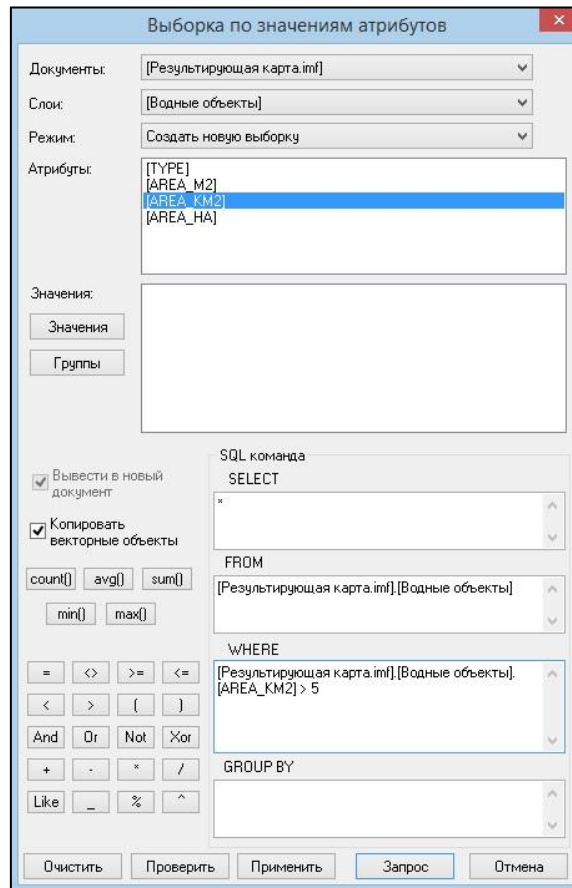 Выборка по значениям атрибутов
Документы: [Результирующая карта.imf]
Слои: [Водные объекты]
Режим: Создать новую выборку
Атрибуты: [TYPE]
[AREA_M2]
[AREA_KM2]
[AREA_HA]
Значения:
Значения
Группы
Вывести в новый
документ
Копировать
векторные объекты
count() avg() sum()
min() max()
= <> >= <=
< > ( )
And Or Not Xor
+ - * /
Like _ % ^
SQL команда
SELECT
*
FROM
[Результирующая карта.imf].[Водные объекты]
WHERE
[Результирующая карта.imf].[Водные объекты].
[AREA_KM2] > 5
GROUP BY
Очистить Проверить Применить Запрос Отмена